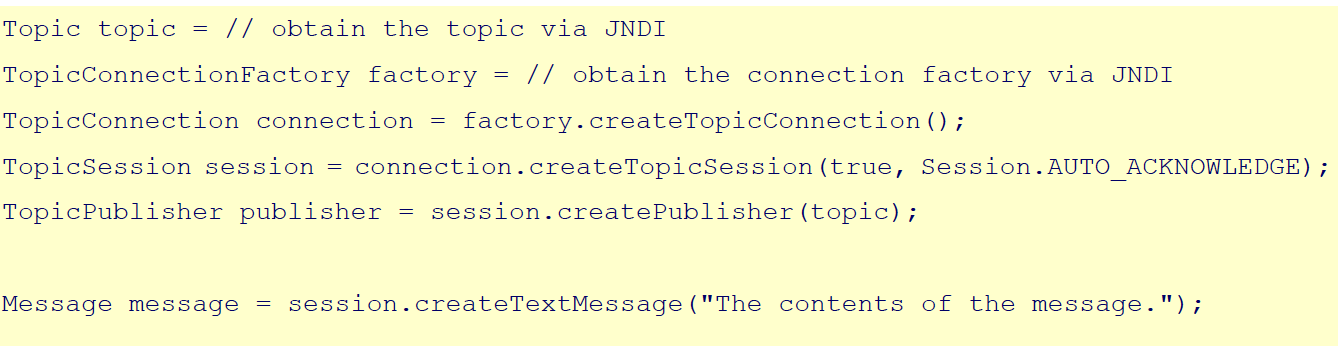 Topic topic = // obtain the topic via JNDI
TopicConnectionFactory factory = // obtain the connection factory via JNDI
TopicConnection connection = factory.createTopicConnection();
TopicSession session = connection.createTopicSession(true, Session.AUTO_ACKNOWLEDGE);
TopicPublisher publisher = session.createPublisher(topic);
Message message = session.createTextMessage("The contents of the message.");